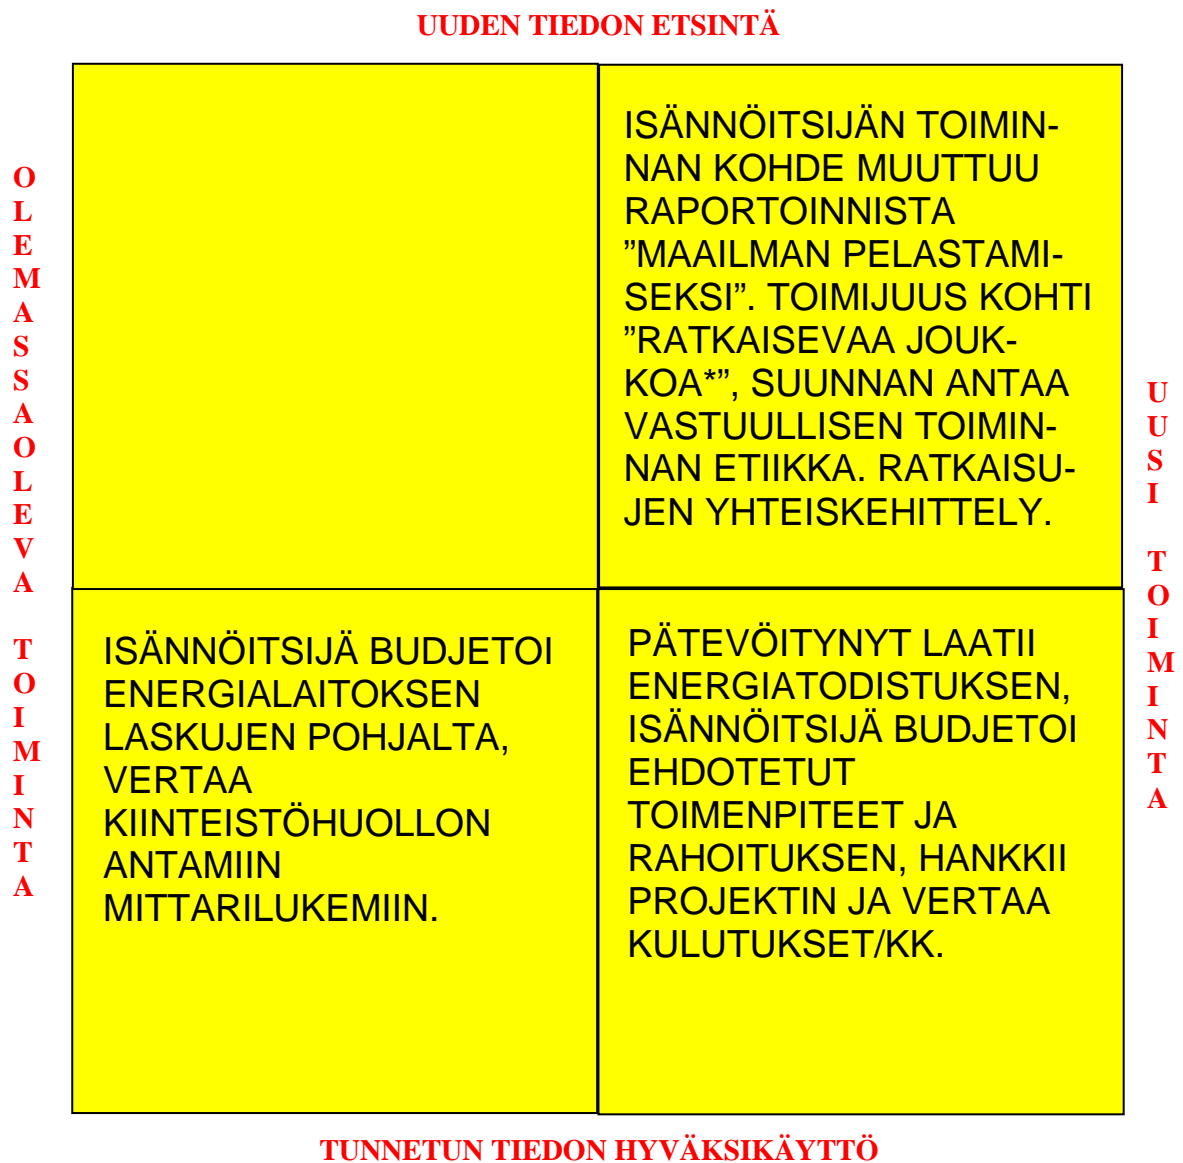 UUDEN TIEDON ETSINTÄ
OLEMASSAOLEVA TOIMINTA
ISÄNNÖITSIJÄN TOIMIN-
NAN KOHDE MUUTTUU
RAPORTOINNISTA
”MAAILMAN PELASTAMI-
SEKSI”. TOIMIJUUS KOHTI
”RATKAISEVAA JOUK-
KOA*”, SUUNNAN ANTAA
VASTUULLISEN TOIMIN-
NAN ETIIKKA. RATKAISU-
JEN YHTEISKEHITTELY.
UUSI TOIMINTA
ISÄNNÖITSIJÄ BUDJETOI
ENERGIALAITOKSEN
LASKUJEN POHJALTA,
VERTAA
KIINTEISTÖHUOLLON
ANTAMIIN
MITTARILUKEMIIN.
PÄTEVÖITYNYT LAATII
ENERGIATODISTUKSEN,
ISÄNNÖITSIJÄ BUDJETOI
EHDOTETUT
TOIMENPITEET JA
RAHOITUKSEN, HANKKII
PROJEKTIN JA VERTAA
KULUTUKSET/KK.
TUNNETUN TIEDON HYVÄKSIKÄYTTÖ